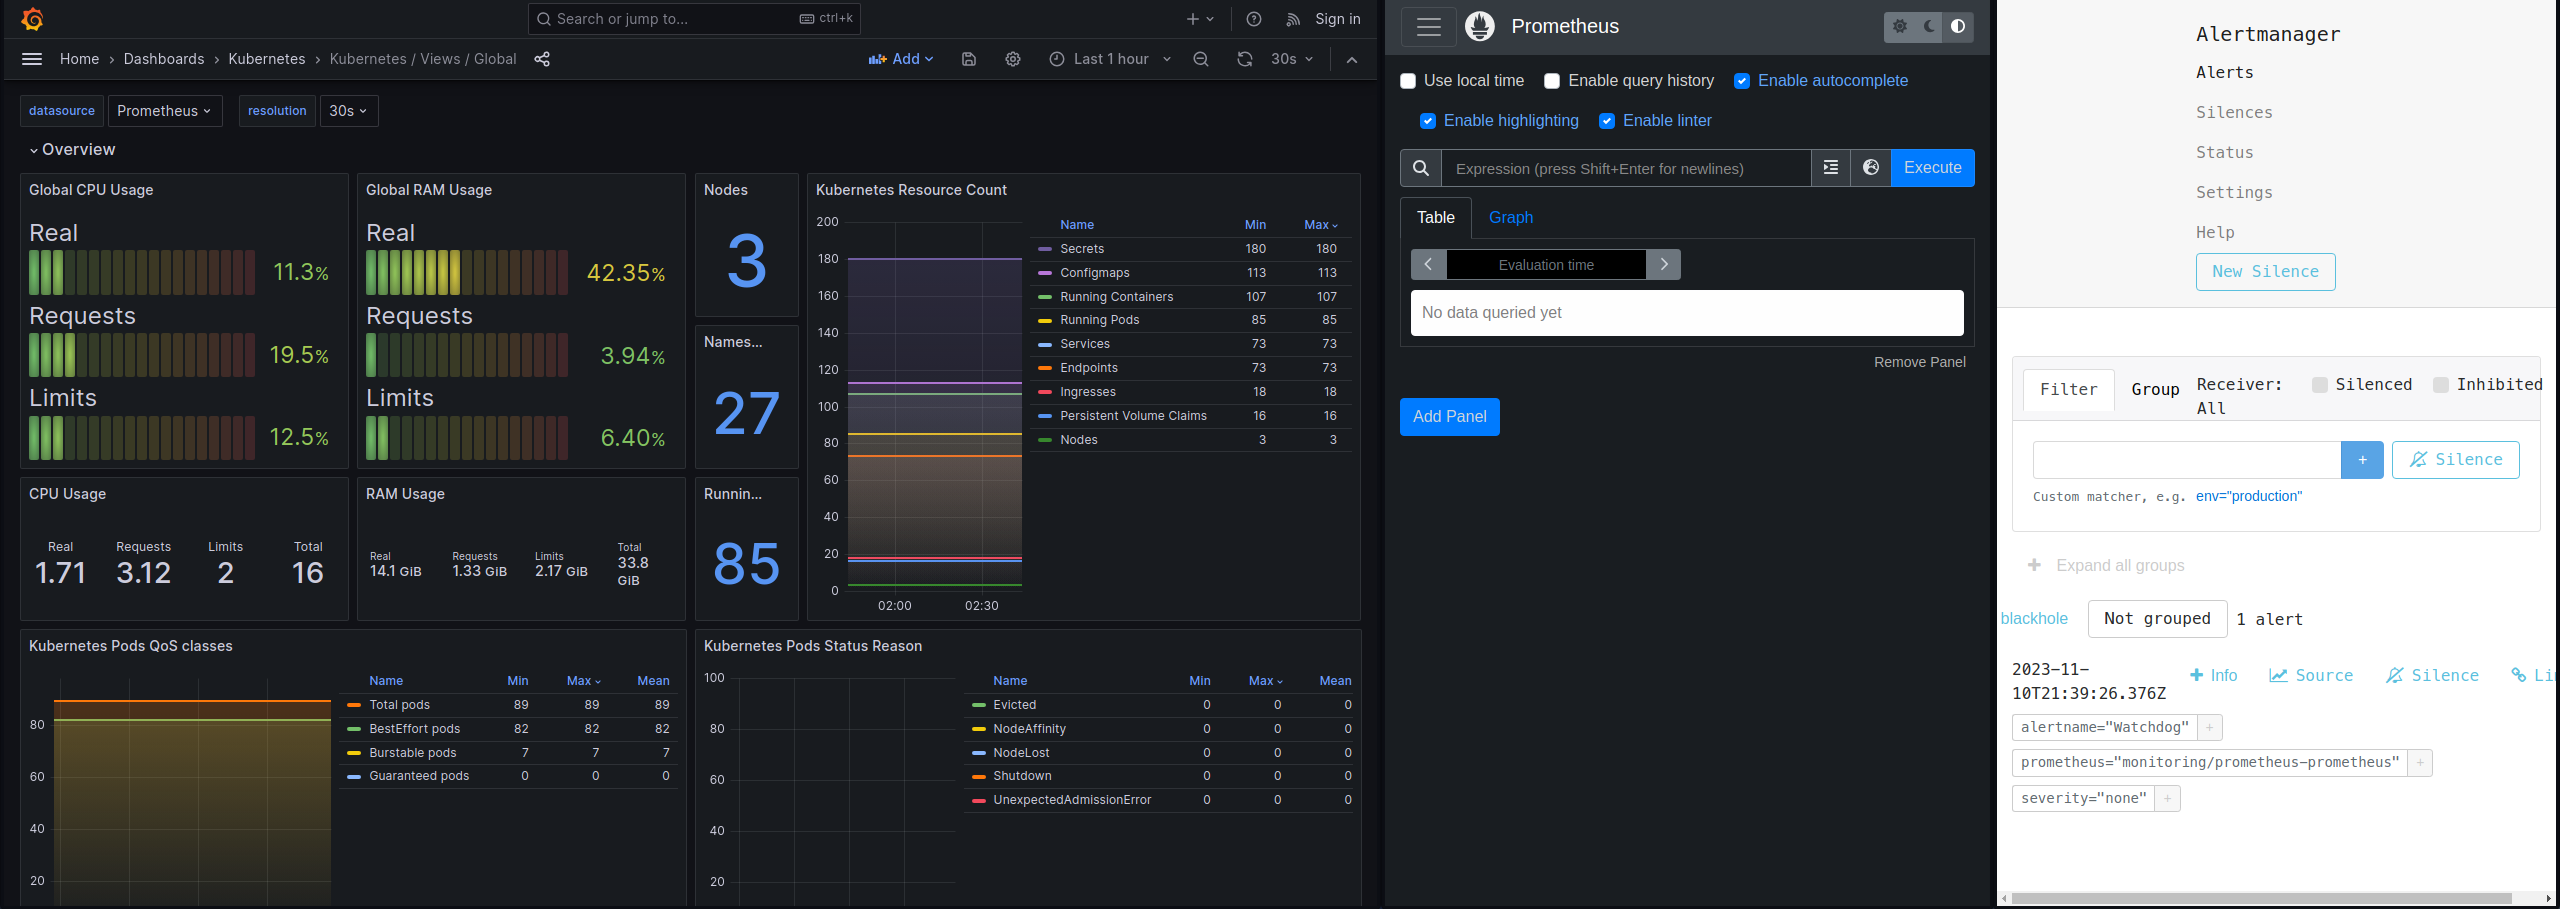 Search or jump to...
ctrl+k
Sign in
Home › Dashboards › Kubernetes › Kubernetes / Views / Global
Add
Last 1 hour
30s
datasource Prometheus
resolution 30s
Overview
Global CPU Usage
Real
11.3%
Requests
19.5%
Limits
12.5%
Global RAM Usage
Real
42.35%
Requests
3.94%
Limits
6.40%
Nodes
3
Names...
27
Runnin...
85
CPU Usage
Real Requests Limits Total
1.71 3.12 2 16
RAM Usage
Real Requests Limits Total
14.1 GiB 1.33 GiB 2.17 GiB 33.8 GiB
Kubernetes Resource Count
200
180
160
140
120
100
80
60
40
20
0
02:00 02:30
Name Min Max
Secrets 180 180
Configmaps 113 113
Running Containers 107 107
Running Pods 85 85
Services 73 73
Endpoints 73 73
Ingresses 18 18
Persistent Volume Claims 16 16
Nodes 3 3
Kubernetes Pods QoS classes
80
60
40
20
Name Min Max Mean
Total pods 89 89 89
BestEffort pods 82 82 82
Burstable pods 7 7 7
Guaranteed pods 0 0 0
Kubernetes Pods Status Reason
100
80
60
40
20
Name Min Max Mean
Evicted 0 0 0
NodeAffinity 0 0 0
NodeLost 0 0 0
Shutdown 0 0 0
UnexpectedAdmissionError 0 0 0
Prometheus
Use local time Enable query history Enable autocomplete
Enable highlighting Enable linter
Expression (press Shift+Enter for newlines)
Execute
Table Graph
Evaluation time
No data queried yet
Remove Panel
Add Panel
Alertmanager
Alerts
Silences
Status
Settings
Help
New Silence
Filter Group Receiver: All Silenced Inhibited
+ Silence
Custom matcher, e.g. env="production"
+ Expand all groups
blackhole Not grouped 1 alert
2023-11-
10T21:39:26.376Z
+ Info Source Silence Li
alertname="Watchdog" +
prometheus="monitoring/prometheus-prometheus" +
severity="none" +